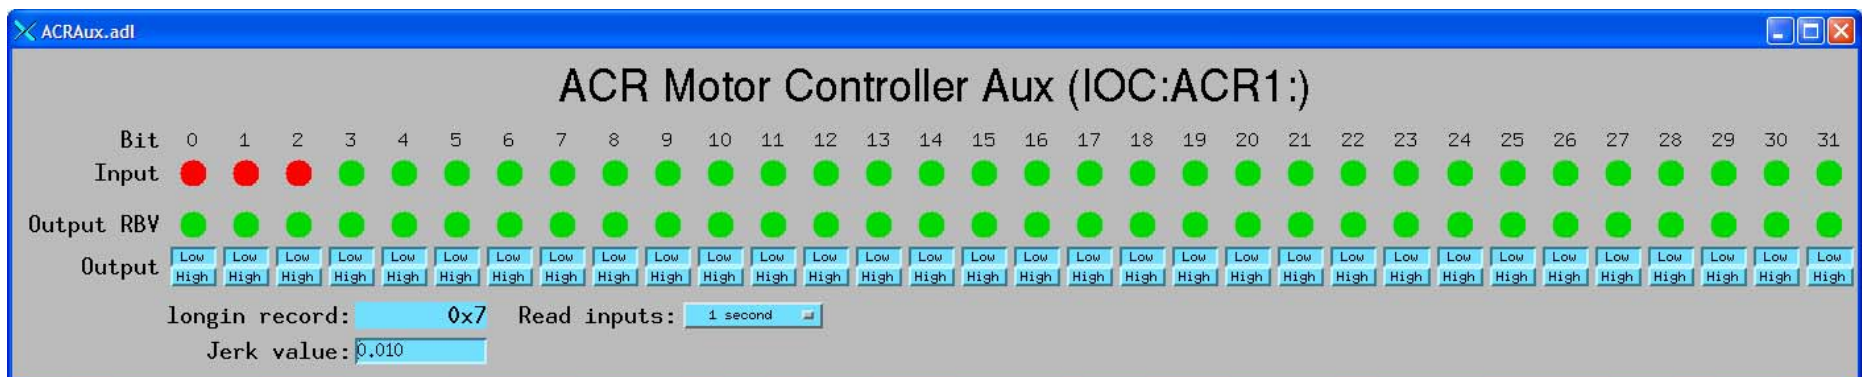 ACRAux.adl
ACR Motor Controller Aux (IOC:ACR1:)
Bit 0 1 2 3 4 5 6 7 8 9 10 11 12 13 14 15 16 17 18 19 20 21 22 23 24 25 26 27 28 29 30 31
Input
Output RBV
Low Low Low Low Low Low Low Low Low Low Low Low Low Low Low Low Low Low Low Low Low Low Low Low Low Low Low Low Low Low Low Low
Output
High High High High High High High High High High High High High High High High High High High High High High High High High High High High High High High High
longin record: 0x7 Read inputs: 1 second
Jerk value: 0.010